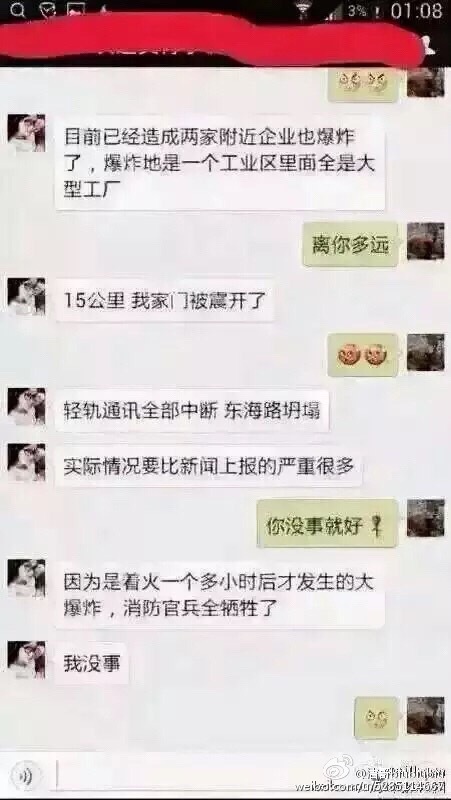 3%
01:08
目前已经造成两家附近企业也爆炸
了，爆炸地是一个工业区里面全是大
型工厂
离你多远
15公里 我家门被震开了
轻轨通讯全部中断 东海路坍塌
实际情况要比新闻上报的严重很多
你没事就好
因为是着火一个多小时后才发生的大
爆炸，消防官兵全牺牲了
我没事